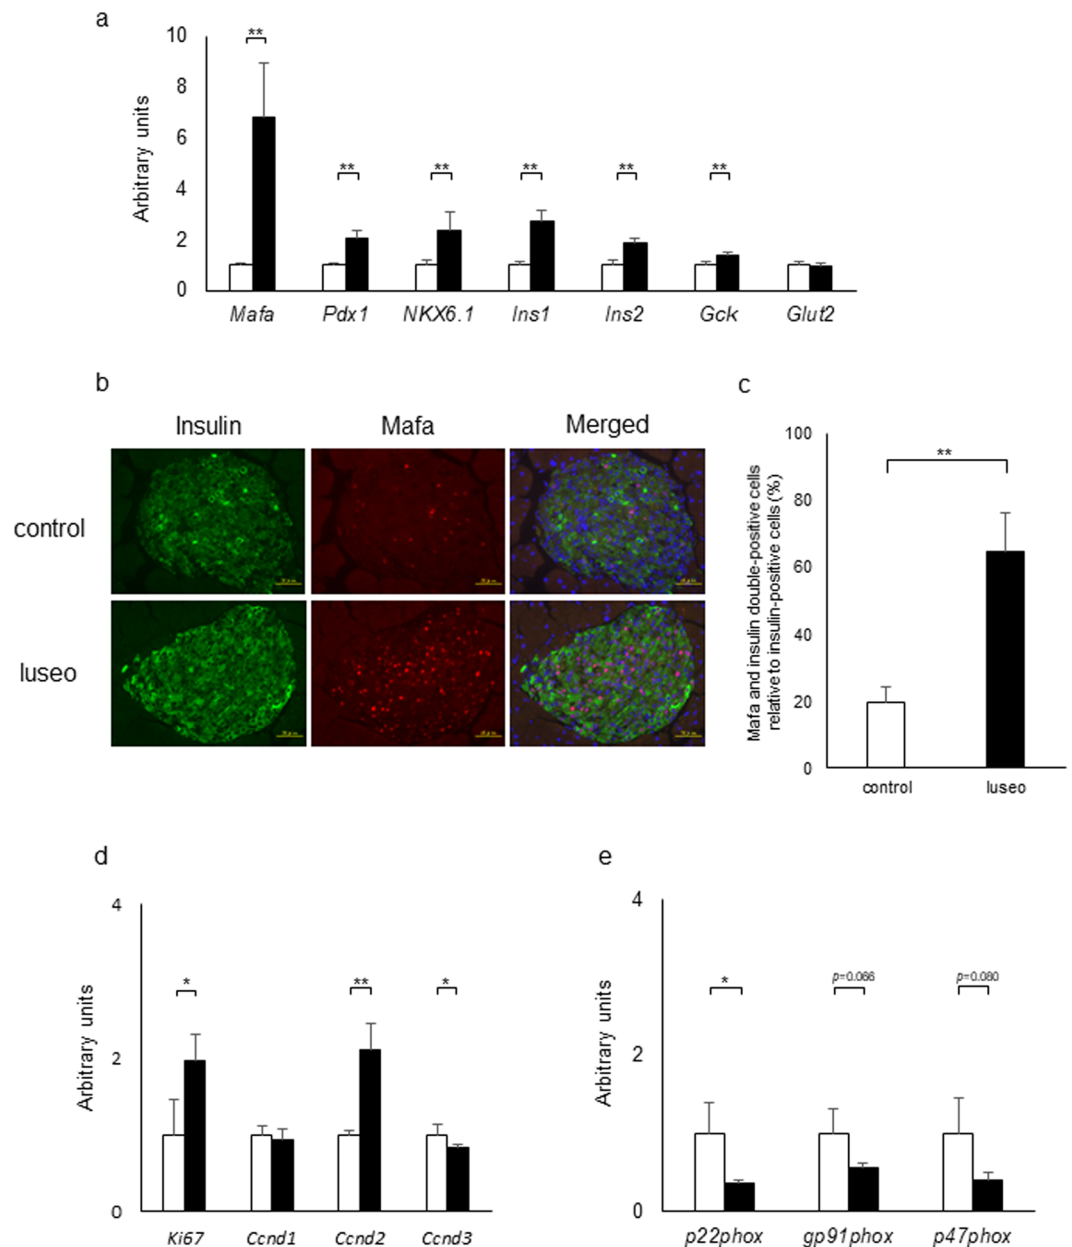 a
10
8
6
4
2
0
Arbitrary units
**
**
**
**
**
**
Mafa Pdx1 NKX6.1 Ins1 Ins2 Gck Glut2
b
Insulin Mafa Merged
control
luseo
c
100
80
60
40
20
0
Mafa and insulin double-positive cells
relative to insulin-positive cells (%)
**
control luseo
d
4
2
0
Arbitrary units
* ** *
Ki67 Ccnd1 Ccnd2 Ccnd3
e
4
2
0
Arbitrary units
* p=0.066 p=0.080
p22phox gp91phox p47phox